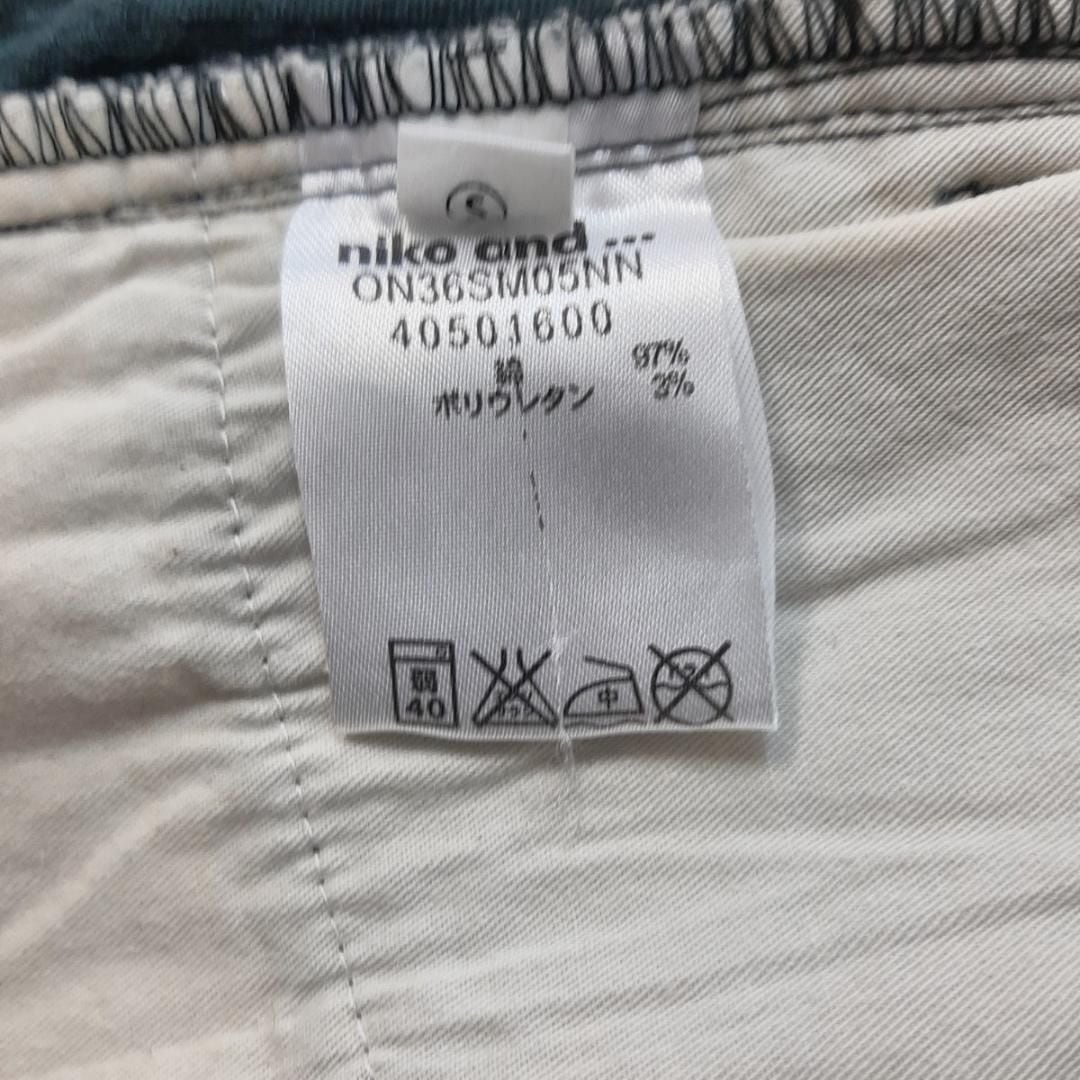 S
niko and ...
ON36SM05NN
40501600
綿 97%
ポリウレタン 3%
弱
40
中